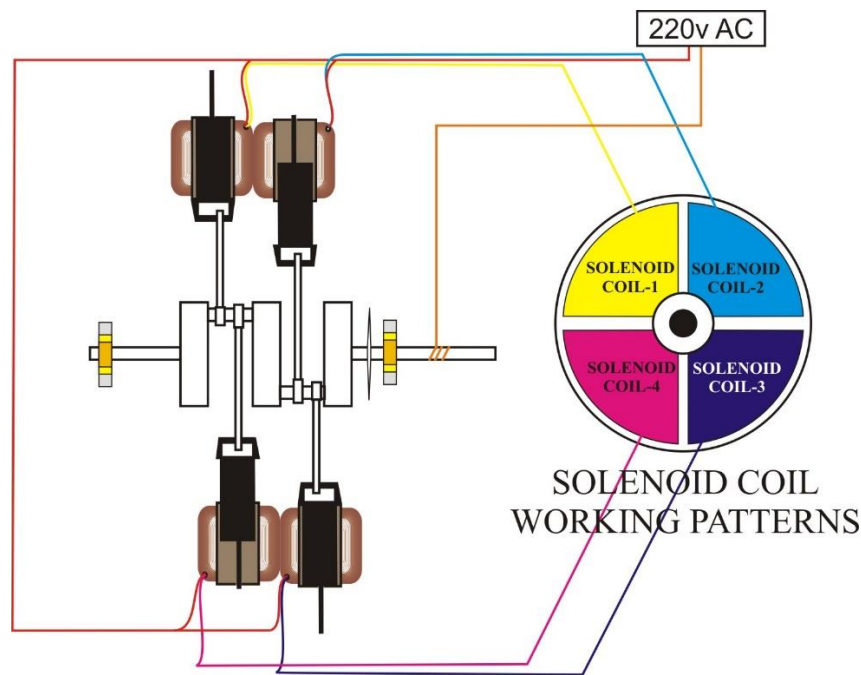 220v AC
SOLENOID
COIL-1
SOLENOID
COIL-2
SOLENOID
COIL-4
SOLENOID
COIL-3
SOLENOID COIL
WORKING PATTERNS